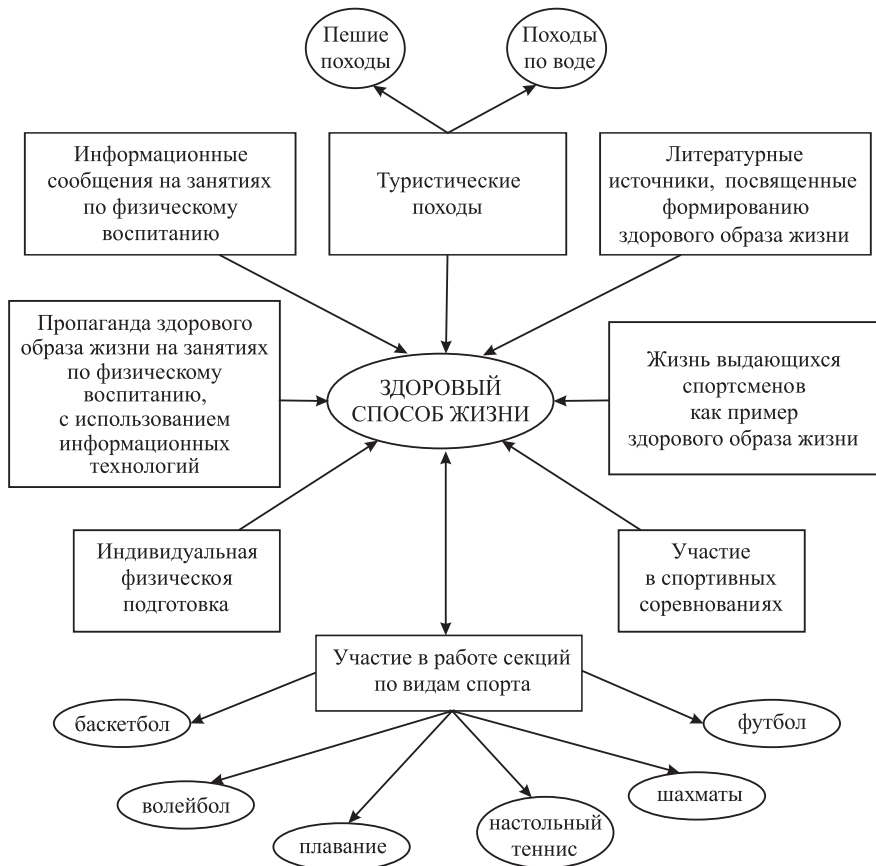 Пешие
походы
Походы
по воде
Информационные
сообщения на занятиях
по физическому
воспитанию
Туристические
походы
Литературные
источники, посвященные
формированию
здорового образа жизни
Пропаганда здорового
образа жизни на занятиях
по физическому
воспитанию,
с использованием
информационных
технологий
ЗДОРОВЫЙ
СПОСОБ ЖИЗНИ
Жизнь выдающихся
спортсменов
как пример
здорового образа жизни
Индивидуальная
физическоя
подготовка
Участие
в спортивных
соревнованиях
Участие в работе секций
по видам спорта
баскетбол
футбол
волейбол
шахматы
плавание
настольный
теннис